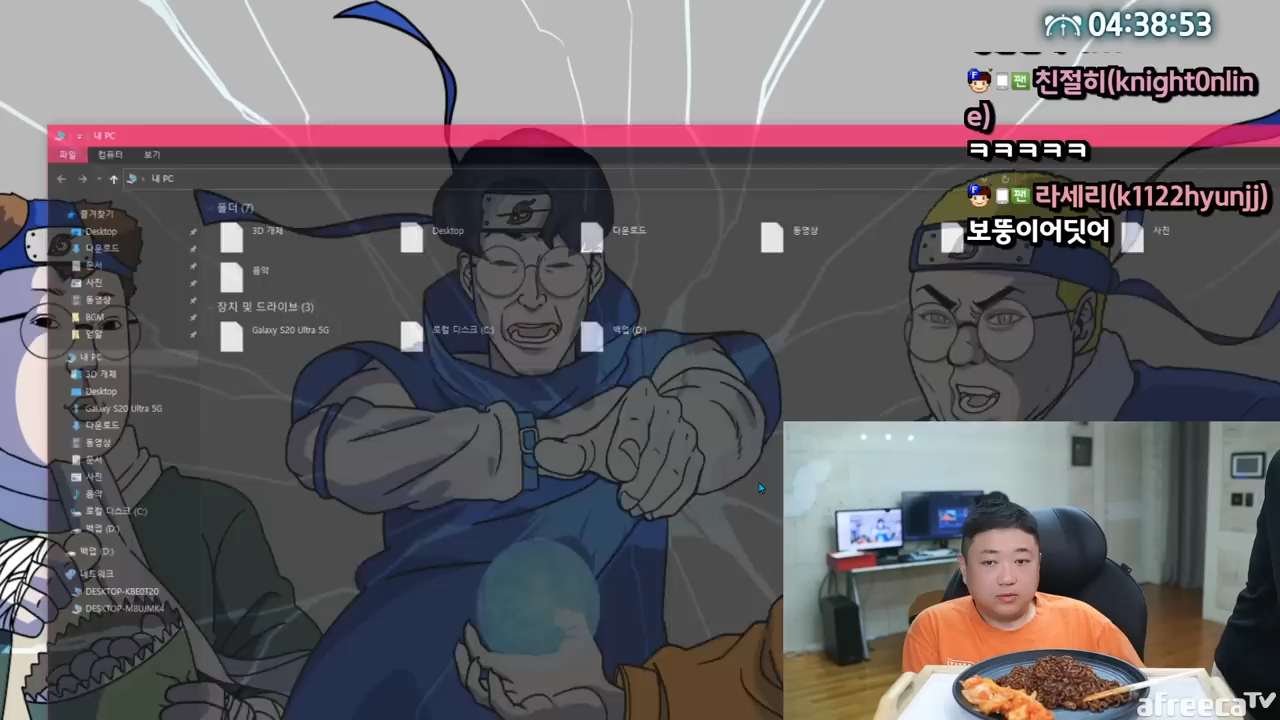 04:38:53
팬 친절히(knight0nlin
e)
ㅋㅋㅋㅋㅋ
팬 라세리(k1122hyunjj)
보뚱이어딧어
내 PC
파일 컴퓨터 보기
내 PC
즐겨찾기
Desktop
다운로드
문서
사진
동영상
BGM
내 PC
3D 개체
Desktop
Galaxy S20 Ultra 5G
다운로드
동영상
문서
사진
음악
로컬 디스크 (C:)
백업 (D:)
백업 (D:)
네트워크
DESKTOP-KBE0T20
DESKTOP-M8UJMK4
폴더 (7)
3D 개체 Desktop 다운로드 동영상 사진
음악
장치 및 드라이브 (3)
Galaxy S20 Ultra 5G 로컬 디스크 (C:) 백업 (D:)
afreecaTV